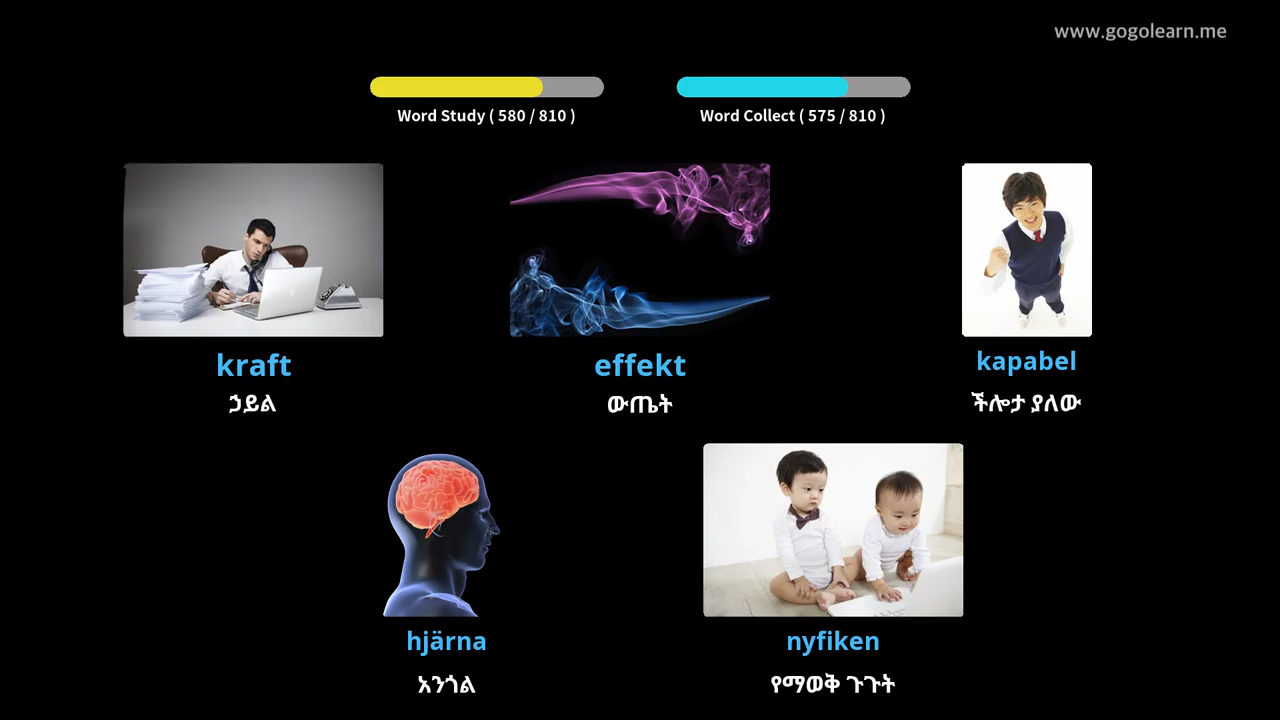 www.gogolearn.me
Word Study ( 580 / 810 )
Word Collect ( 575 / 810 )
kraft
ኃይል
effekt
ውጤት
kapabel
ችሎታ ያለው
hjärna
አንጎል
nyfiken
የማወቅ ጉጉት